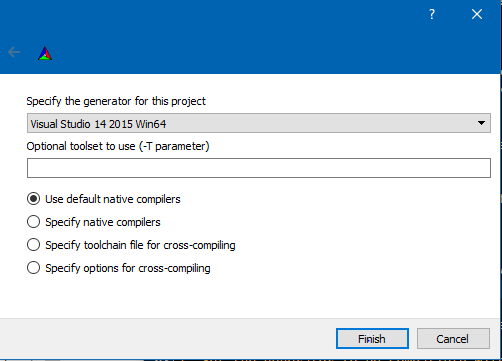 ?
Specify the generator for this project
Visual Studio 14 2015 Win64
Optional toolset to use (-T parameter)
Use default native compilers
Specify native compilers
Specify toolchain file for cross-compiling
Specify options for cross-compiling
Finish Cancel